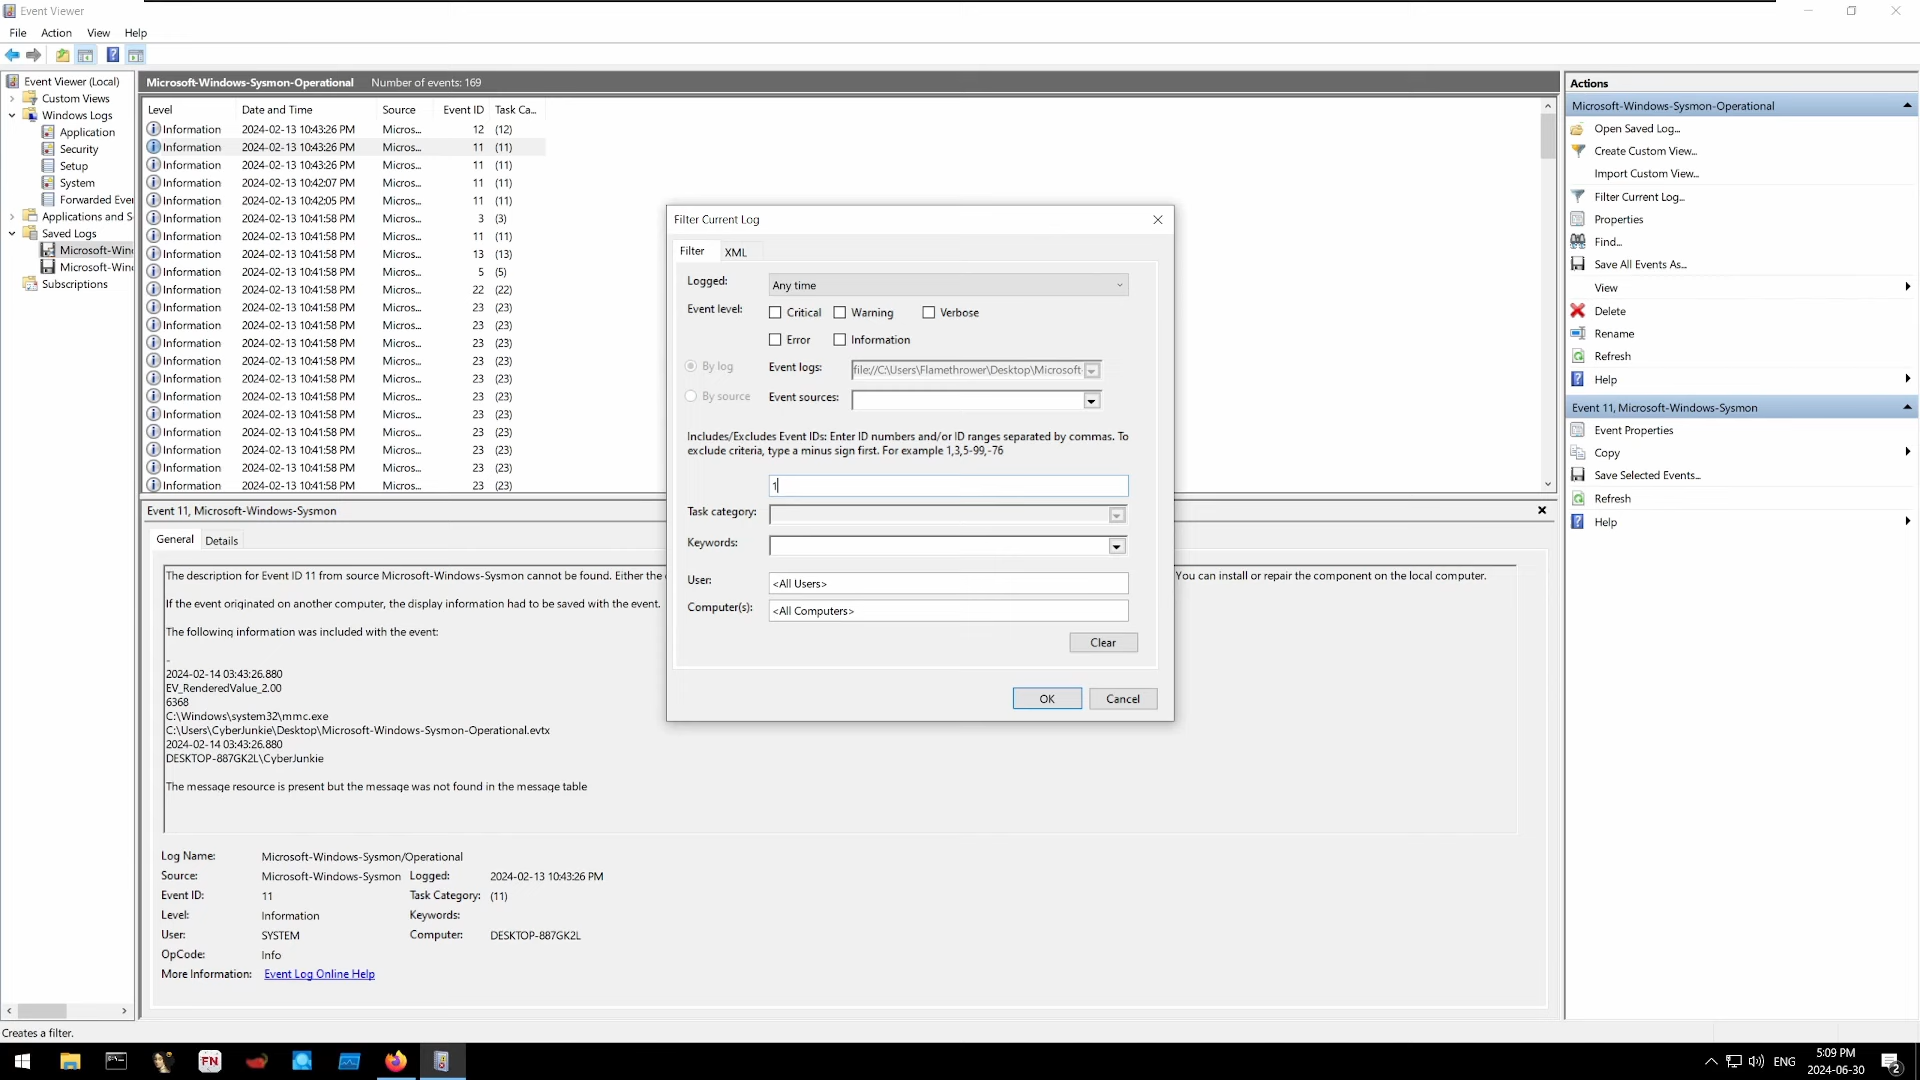 Event Viewer
File Action View Help
Event Viewer (Local)
Custom Views
Windows Logs
Application
Security
Setup
System
Forwarded Eve
Applications and S
Saved Logs
Microsoft-Win
Microsoft-Win
Subscriptions
Microsoft-Windows-Sysmon-Operational Number of events: 169
Level Date and Time Source Event ID Task Ca...
Information 2024-02-13 10:43:26 PM Micros... 12 (12)
Information 2024-02-13 10:43:26 PM Micros... 11 (11)
Information 2024-02-13 10:43:26 PM Micros... 11 (11)
Information 2024-02-13 10:42:07 PM Micros... 11 (11)
Information 2024-02-13 10:42:05 PM Micros... 11 (11)
Information 2024-02-13 10:41:58 PM Micros... 3 (3)
Information 2024-02-13 10:41:58 PM Micros... 11 (11)
Information 2024-02-13 10:41:58 PM Micros... 13 (13)
Information 2024-02-13 10:41:58 PM Micros... 5 (5)
Information 2024-02-13 10:41:58 PM Micros... 22 (22)
Information 2024-02-13 10:41:58 PM Micros... 23 (23)
Information 2024-02-13 10:41:58 PM Micros... 23 (23)
Information 2024-02-13 10:41:58 PM Micros... 23 (23)
Information 2024-02-13 10:41:58 PM Micros... 23 (23)
Information 2024-02-13 10:41:58 PM Micros... 23 (23)
Information 2024-02-13 10:41:58 PM Micros... 23 (23)
Information 2024-02-13 10:41:58 PM Micros... 23 (23)
Information 2024-02-13 10:41:58 PM Micros... 23 (23)
Information 2024-02-13 10:41:58 PM Micros... 23 (23)
Information 2024-02-13 10:41:58 PM Micros... 23 (23)
Information 2024-02-13 10:41:58 PM Micros... 23 (23)
Event 11, Microsoft-Windows-Sysmon
General Details
The description for Event ID 11 from source Microsoft-Windows-Sysmon cannot be found. Either the
You can install or repair the component on the local computer.
If the event originated on another computer, the display information had to be saved with the event.
The following information was included with the event:
-
2024-02-14 03:43:26.880
EV_RenderedValue_2.00
6368
C:\Windows\system32\mmc.exe
C:\Users\CyberJunkie\Desktop\Microsoft-Windows-Sysmon-Operational.evtx
2024-02-14 03:43:26.880
DESKTOP-887GK2L\CyberJunkie
The message resource is present but the message was not found in the message table
Log Name: Microsoft-Windows-Sysmon/Operational
Source: Microsoft-Windows-Sysmon Logged: 2024-02-13 10:43:26 PM
Event ID: 11 Task Category: (11)
Level: Information Keywords:
User: SYSTEM Computer: DESKTOP-887GK2L
OpCode: Info
More Information: Event Log Online Help
Filter Current Log
Filter XML
Logged: Any time
Event level: Critical Warning Verbose
Error Information
By log Event logs: file://C:\Users\Flamethrower\Desktop\Microsoft-
By source Event sources:
Includes/Excludes Event IDs: Enter ID numbers and/or ID ranges separated by commas. To
exclude criteria, type a minus sign first. For example 1,3,5-99,-76
1
Task category:
Keywords:
User: <All Users>
Computer(s): <All Computers>
Clear
OK Cancel
Actions
Microsoft-Windows-Sysmon-Operational
Open Saved Log...
Create Custom View...
Import Custom View...
Filter Current Log...
Properties
Find...
Save All Events As...
View
Delete
Rename
Refresh
Help
Event 11, Microsoft-Windows-Sysmon
Event Properties
Copy
Save Selected Events...
Refresh
Help
Creates a filter.
FN
ENG
5:09 PM
2024-06-30
2